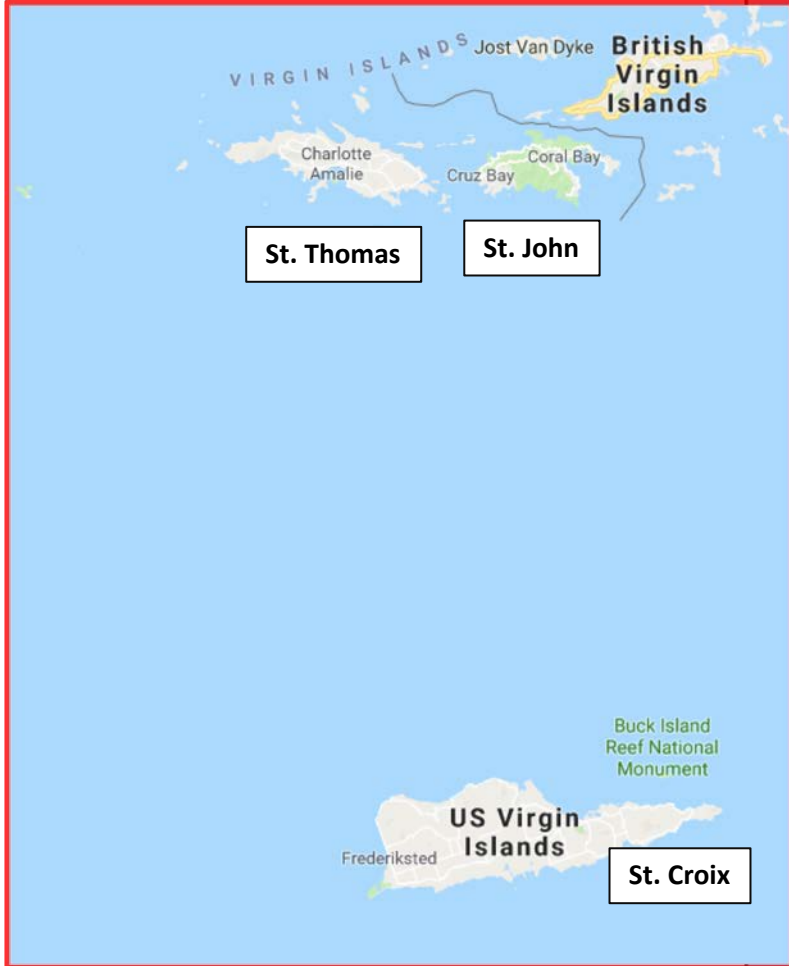 Jost Van Dyke
British
Virgin
Islands
VIRGIN ISLANDS
Charlotte
Amalie
Coral Bay
Cruz Bay
St. Thomas
St. John
Buck Island
Reef National
Monument
US Virgin
Islands
Frederiksted
St. Croix